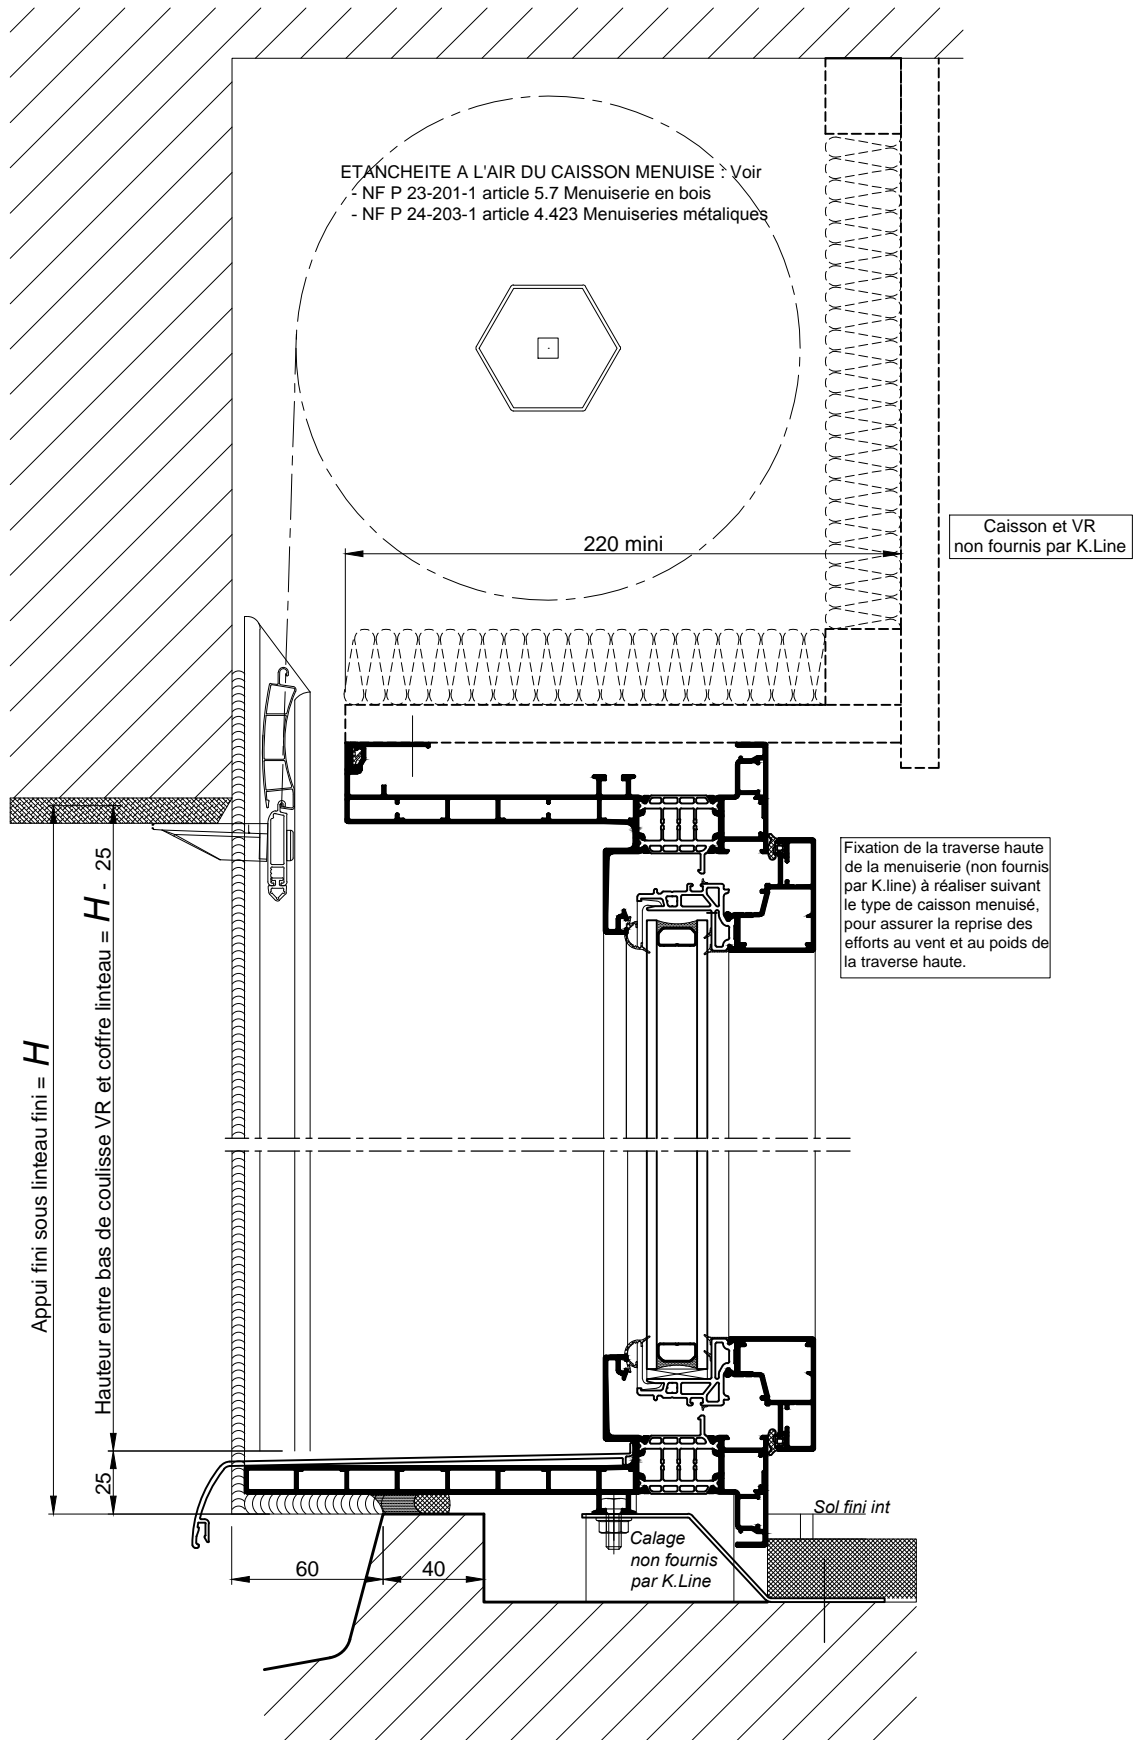 ETANCHEITE A L'AIR DU CAISSON MENUISE : Voir
- NF P 23-201-1 article 5.7 Menuiserie en bois
- NF P 24-203-1 article 4.423 Menuiseries métaliques
220 mini
Caisson et VR
non fournis par K.Line
Fixation de la traverse haute
de la menuiserie (non fournis
par K.line) à réaliser suivant
le type de caisson menuisé,
pour assurer la reprise des
efforts au vent et au poids de
la traverse haute.
Appui fini sous linteau fini = H
Hauteur entre bas de coulisse VR et coffre linteau = H - 25
25
Sol fini int
Calage
non fournis
par K.Line
60
40